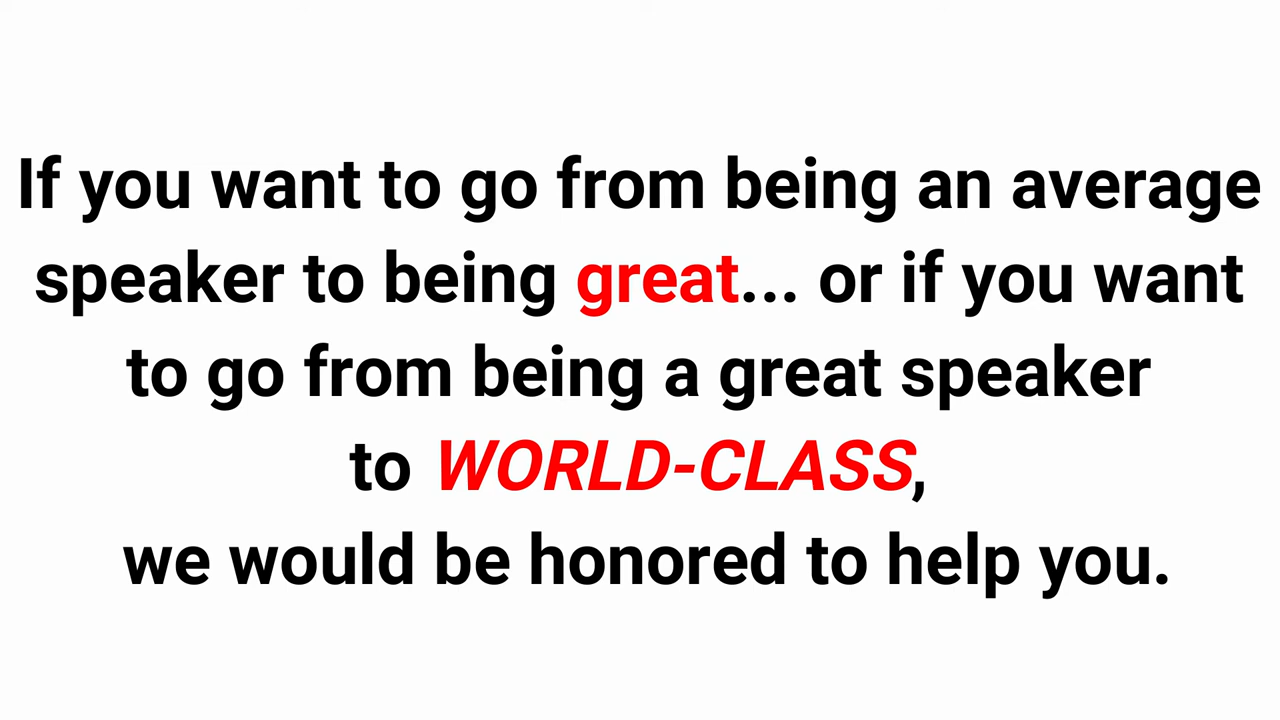 If you want to go from being an average
speaker to being great... or if you want
to go from being a great speaker
to WORLD-CLASS,
we would be honored to help you.